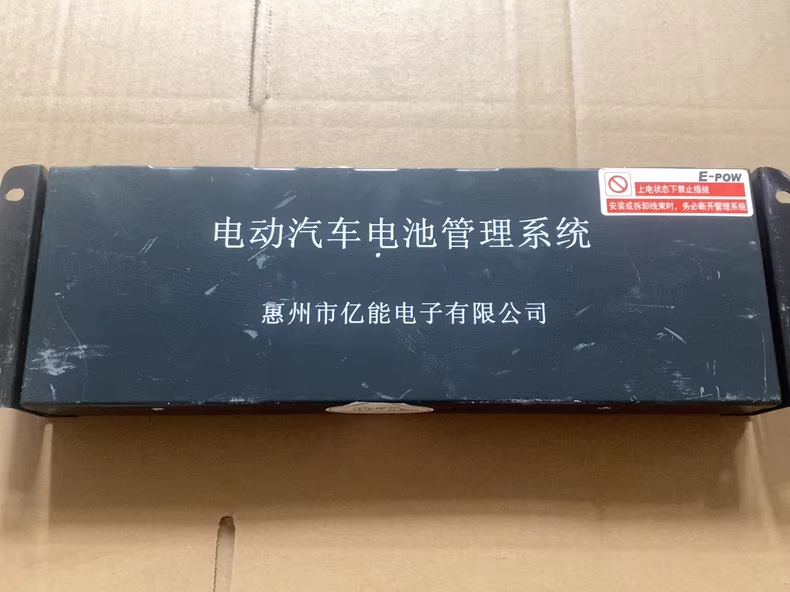 E-POW
上电状态下禁止插拔
安装或拆卸线束时，务必断开管理系统
电动汽车电池管理系统
惠州市亿能电子有限公司